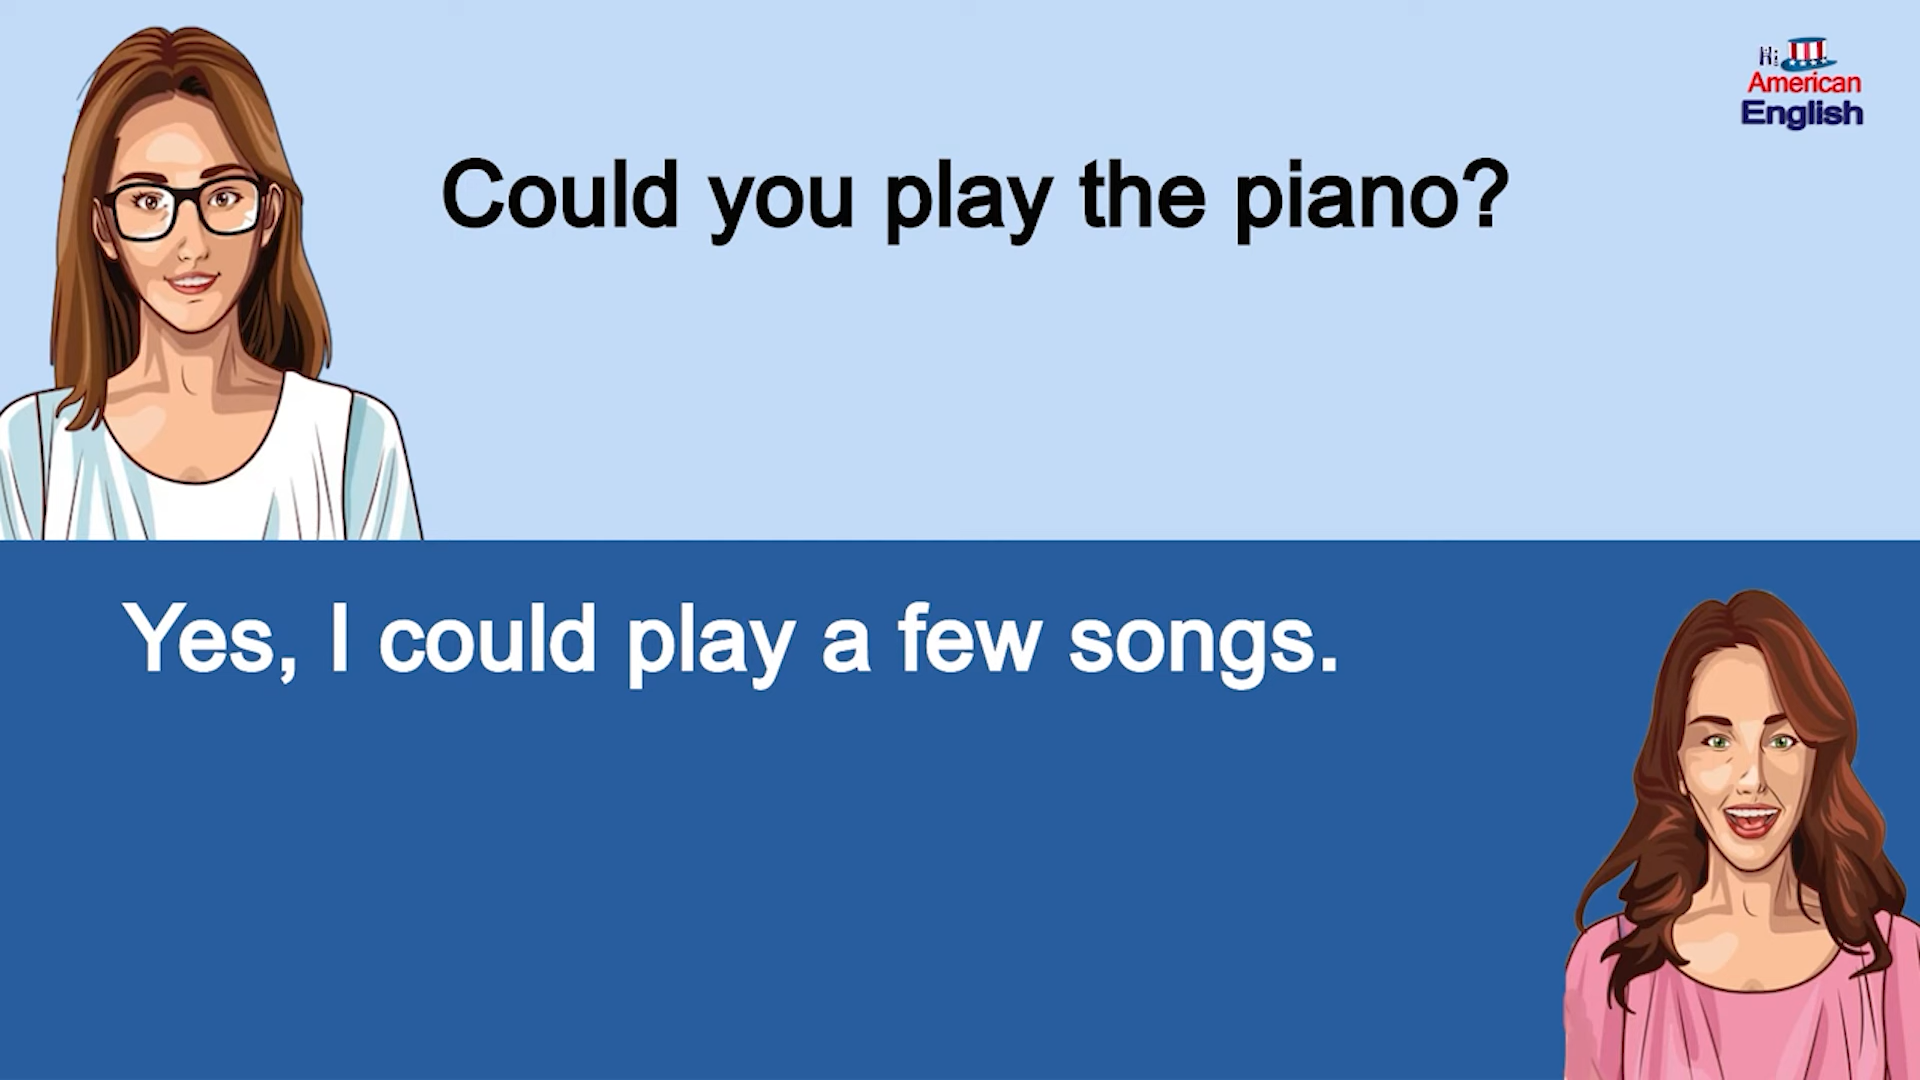 Hi
American
English
Could you play the piano?
Yes, I could play a few songs.